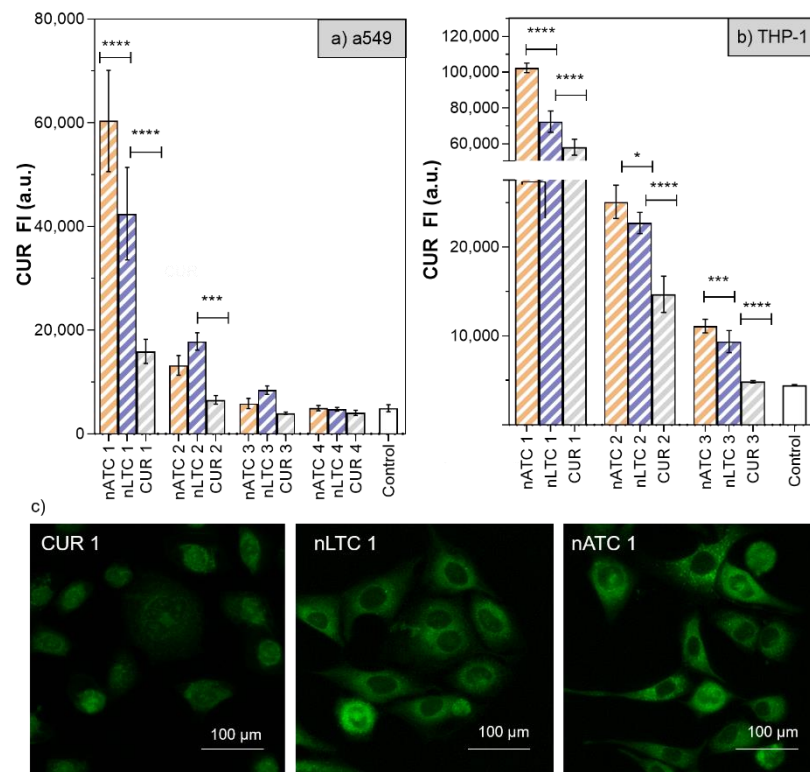 a) a549
CUR FI (a.u.)
80,000
60,000
40,000
20,000
0
****
****
***
CUR
nATC 1
nLTC 1
CUR 1
nATC 2
nLTC 2
CUR 2
nATC 3
nLTC 3
CUR 3
nATC 4
nLTC 4
CUR 4
Control
b) THP-1
CUR FI (a.u.)
120,000
100,000
80,000
60,000
20,000
10,000
****
****
*
****
***
****
nATC 1
nLTC 1
CUR 1
nATC 2
nLTC 2
CUR 2
nATC 3
nLTC 3
CUR 3
Control
c)
CUR 1
100 µm
nLTC 1
100 µm
nATC 1
100 µm